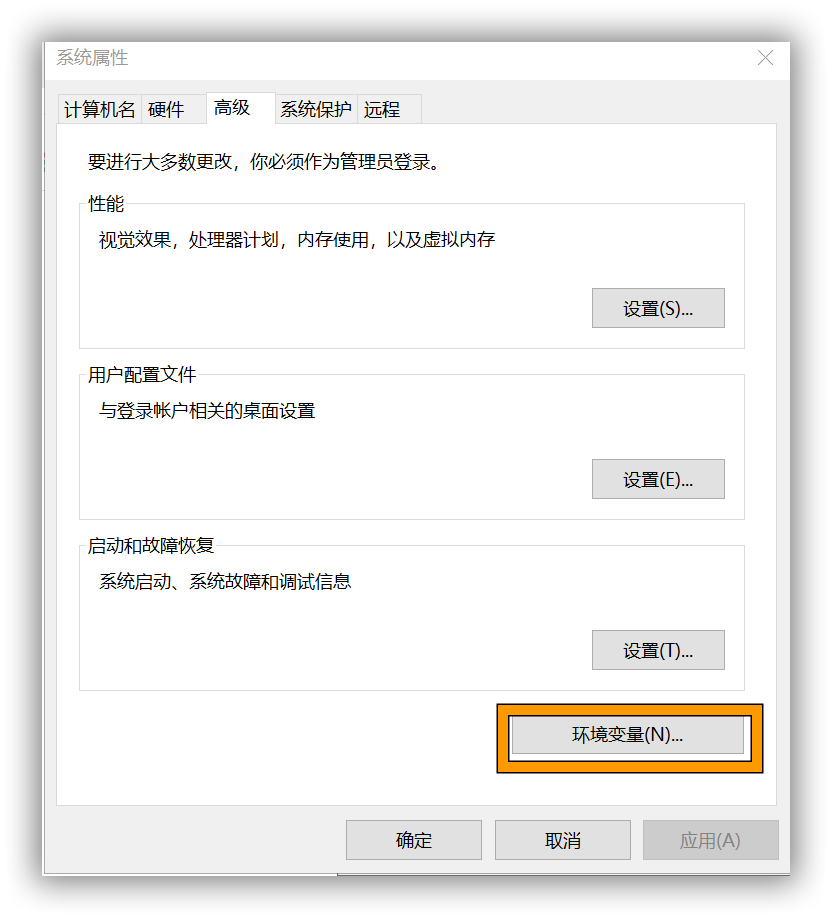 系统属性
计算机名 硬件 高级 系统保护 远程
要进行大多数更改，你必须作为管理员登录。
性能
视觉效果，处理器计划，内存使用，以及虚拟内存
设置(S)...
用户配置文件
与登录帐户相关的桌面设置
设置(E)...
启动和故障恢复
系统启动、系统故障和调试信息
设置(T)...
环境变量(N)...
确定 取消 应用(A)